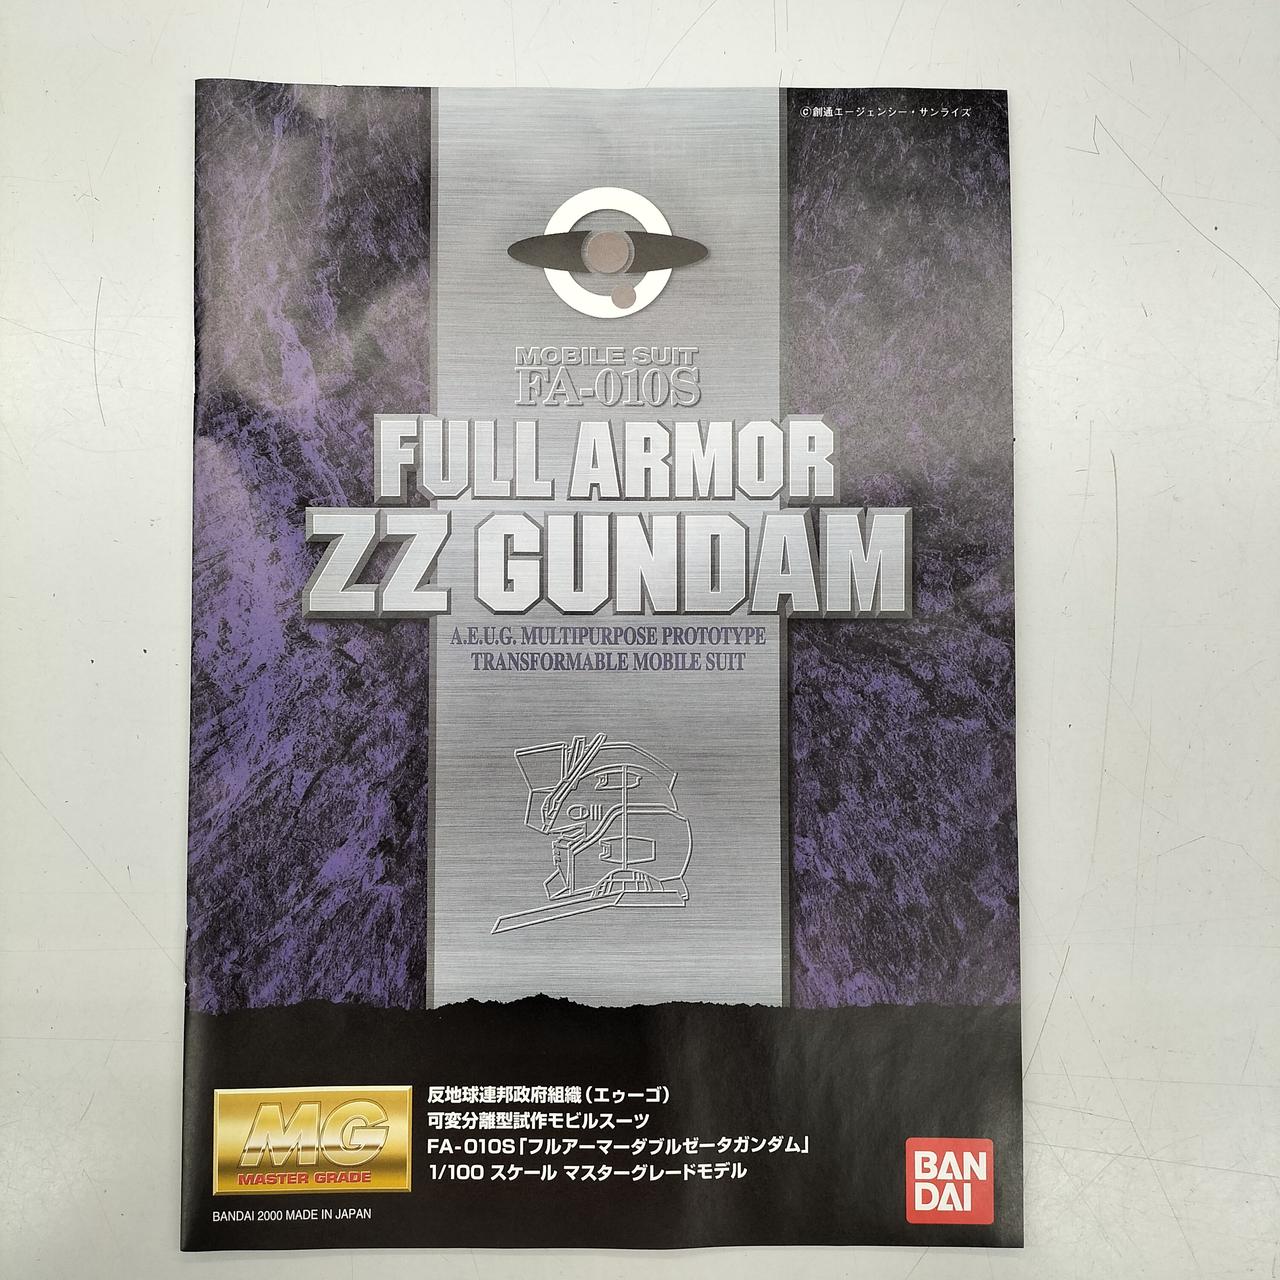 ©創通エージェンシー・サンライズ
MOBILE SUIT
FA-010S
FULL ARMOR
ZZ GUNDAM
A.E.U.G. MULTIPURPOSE PROTOTYPE
TRANSFORMABLE MOBILE SUIT
MG
MASTER GRADE
反地球連邦政府組織(エゥーゴ)
可変分離型試作モビルスーツ
FA-010S「フルアーマーダブルゼータガンダム」
1/100 スケール マスターグレードモデル
BANDAI 2000 MADE IN JAPAN
BAN
DAI